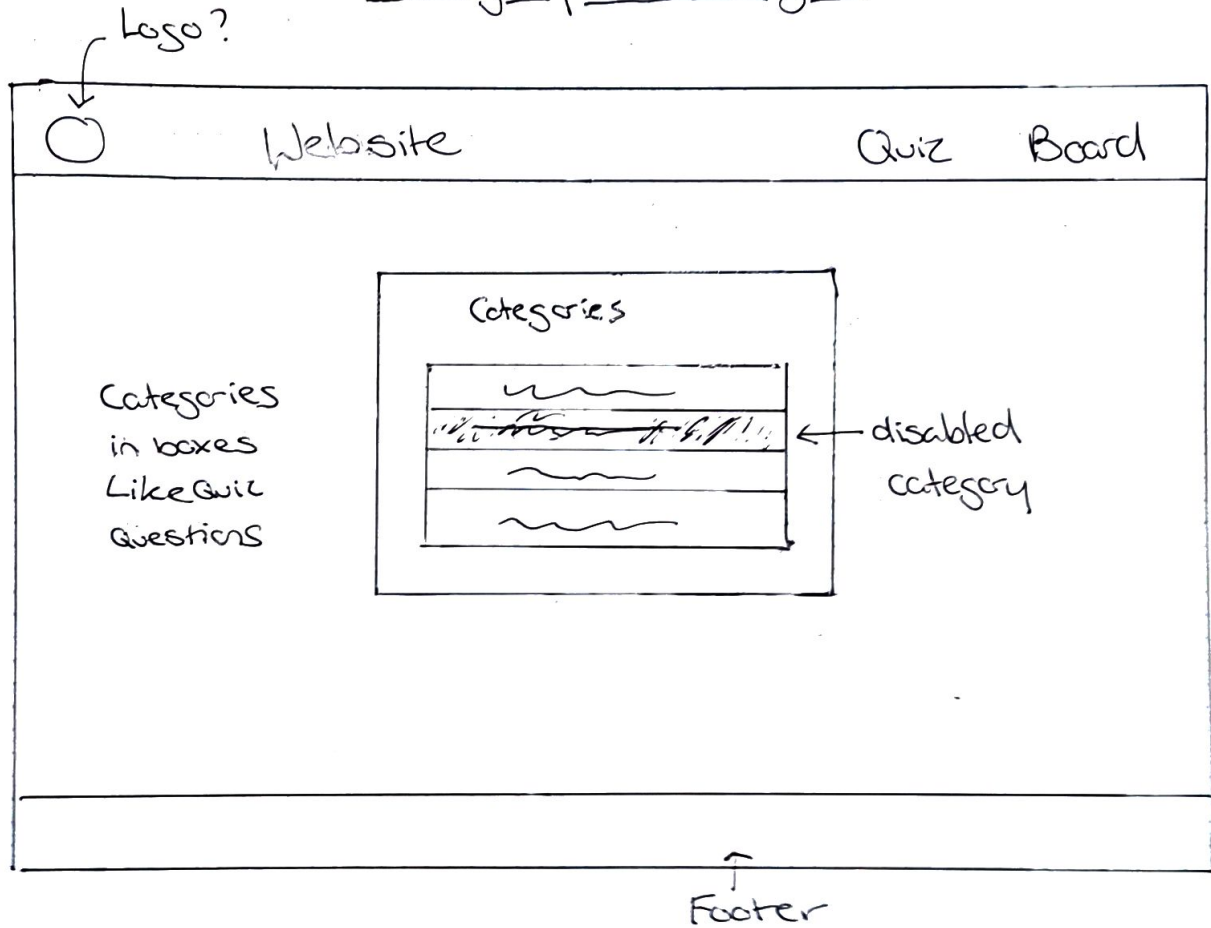 Logo?
Website
Quiz Board
Categories
Categories
in boxes
Like Quiz
questions
disabled
category
Footer